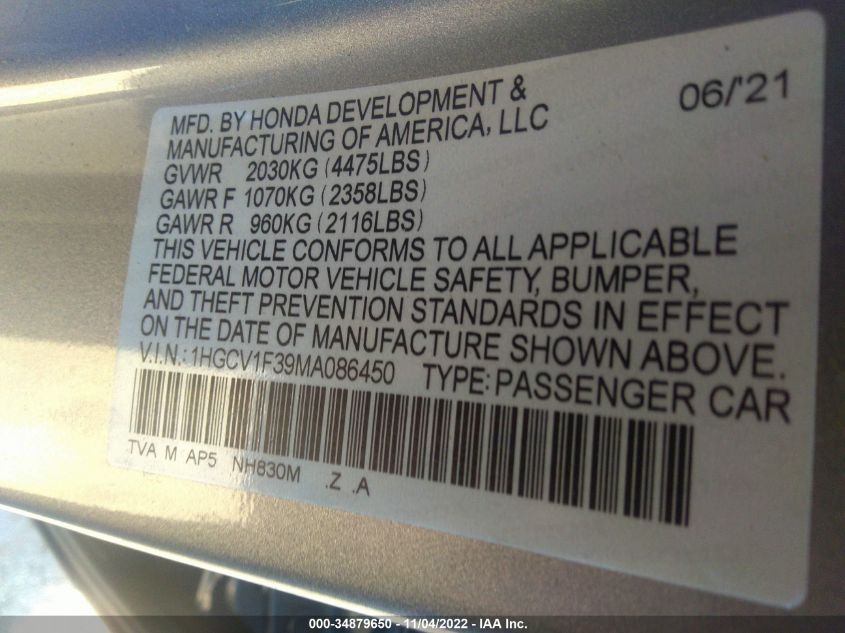 06/'21
MFD. BY HONDA DEVELOPMENT &
MANUFACTURING OF AMERICA, LLC
GVWR 2030KG (4475LBS)
GAWR F 1070KG (2358LBS)
GAWR R 960KG (2116LBS)
THIS VEHICLE CONFORMS TO ALL APPLICABLE
FEDERAL MOTOR VEHICLE SAFETY, BUMPER,
AND THEFT PREVENTION STANDARDS IN EFFECT
ON THE DATE OF MANUFACTURE SHOWN ABOVE.
V.I.N.: 1HGCV1F39MA086450 TYPE: PASSENGER CAR
TVA M AP5 NH830M .Z .A
000-34879650 - 11/04/2022 - IAA Inc.